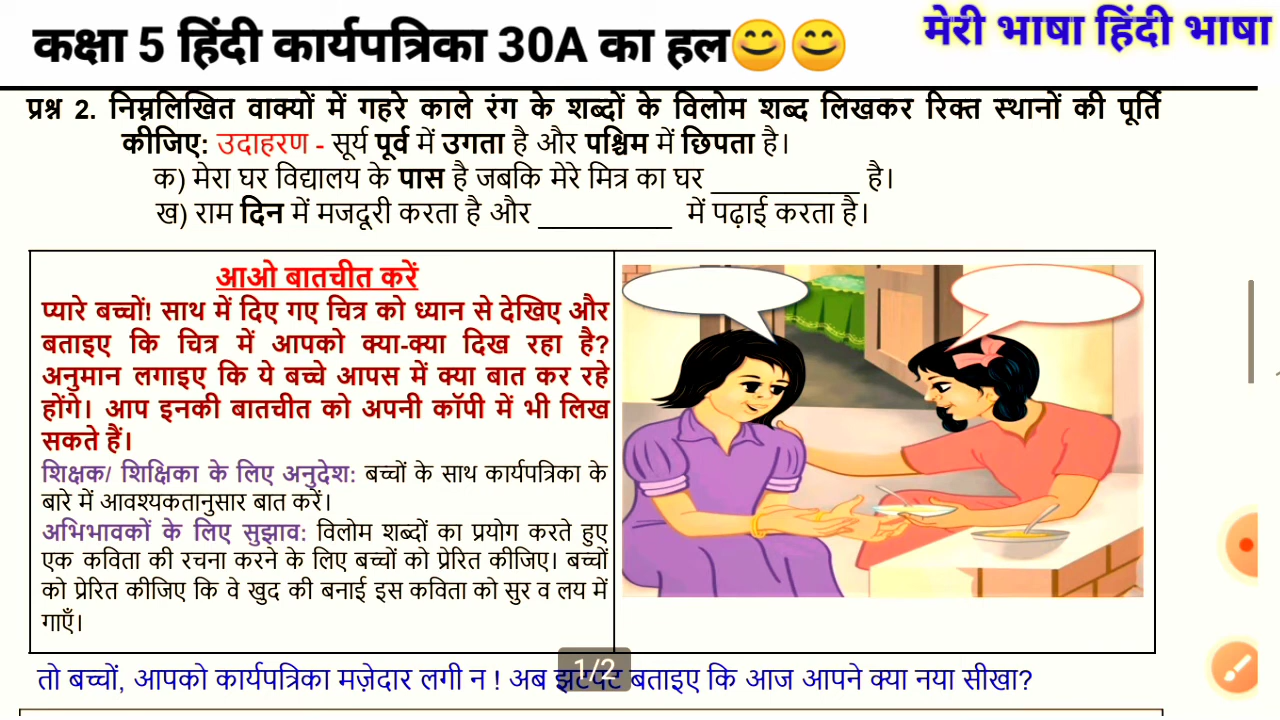 कक्षा 5 हिंदी कार्यपत्रिका 30A का हल😊😊
मेरी भाषा हिंदी भाषा
प्रश्न 2. निम्नलिखित वाक्यों में गहरे काले रंग के शब्दों के विलोम शब्द लिखकर रिक्त स्थानों की पूर्ति
कीजिए: उदाहरण - सूर्य पूर्व में उगता है और पश्चिम में छिपता है।
क) मेरा घर विद्यालय के पास है जबकि मेरे मित्र का घर __________ है।
ख) राम दिन में मजदूरी करता है और _________ में पढ़ाई करता है।
आओ बातचीत करें
प्यारे बच्चों! साथ में दिए गए चित्र को ध्यान से देखिए और
बताइए कि चित्र में आपको क्या-क्या दिख रहा है?
अनुमान लगाइए कि ये बच्चे आपस में क्या बात कर रहे
होंगे। आप इनकी बातचीत को अपनी कॉपी में भी लिख
सकते हैं।
शिक्षक/ शिक्षिका के लिए अनुदेश: बच्चों के साथ कार्यपत्रिका के
बारे में आवश्यकतानुसार बात करें।
अभिभावकों के लिए सुझाव: विलोम शब्दों का प्रयोग करते हुए
एक कविता की रचना करने के लिए बच्चों को प्रेरित कीजिए। बच्चों
को प्रेरित कीजिए कि वे खुद की बनाई इस कविता को सुर व लय में
गाएँ।
तो बच्चों, आपको कार्यपत्रिका मज़ेदार लगी न ! अब झटपट बताइए कि आज आपने क्या नया सीखा?
1/2